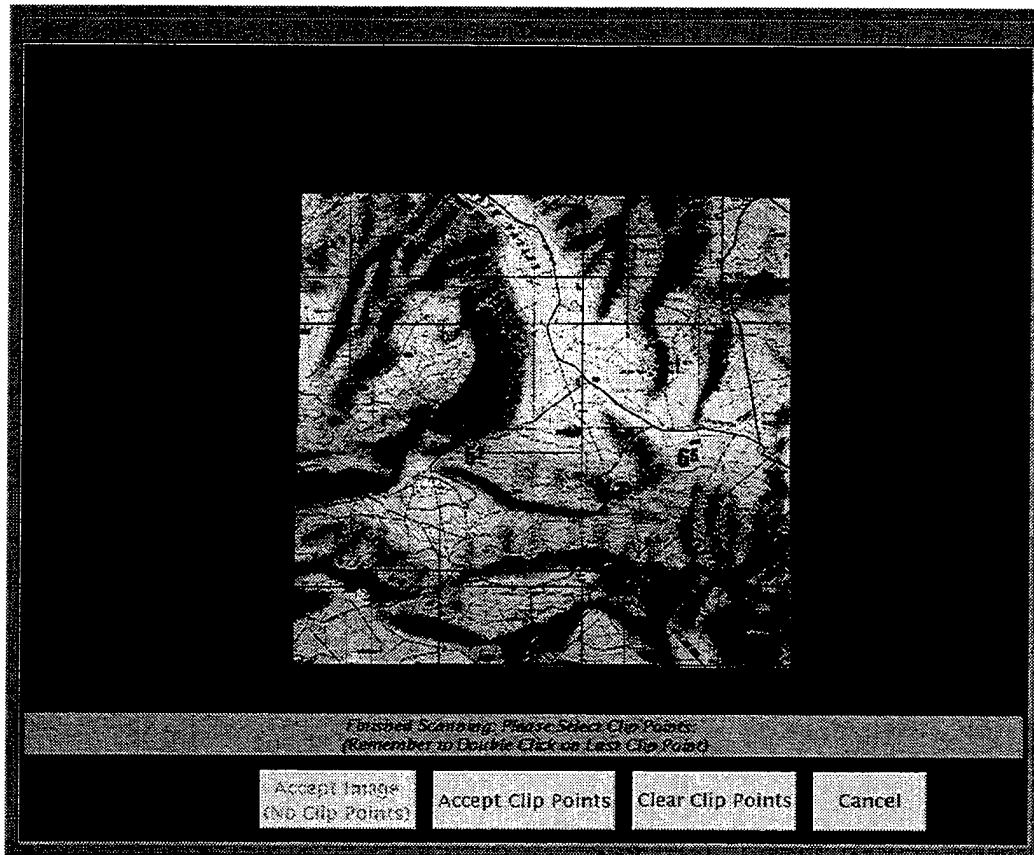 Finished Scanning. Please Select Clip Points.
(Remember to Double Click on Last Clip Point)
Accept Image
(No Clip Points)
Accept Clip Points
Clear Clip Points
Cancel